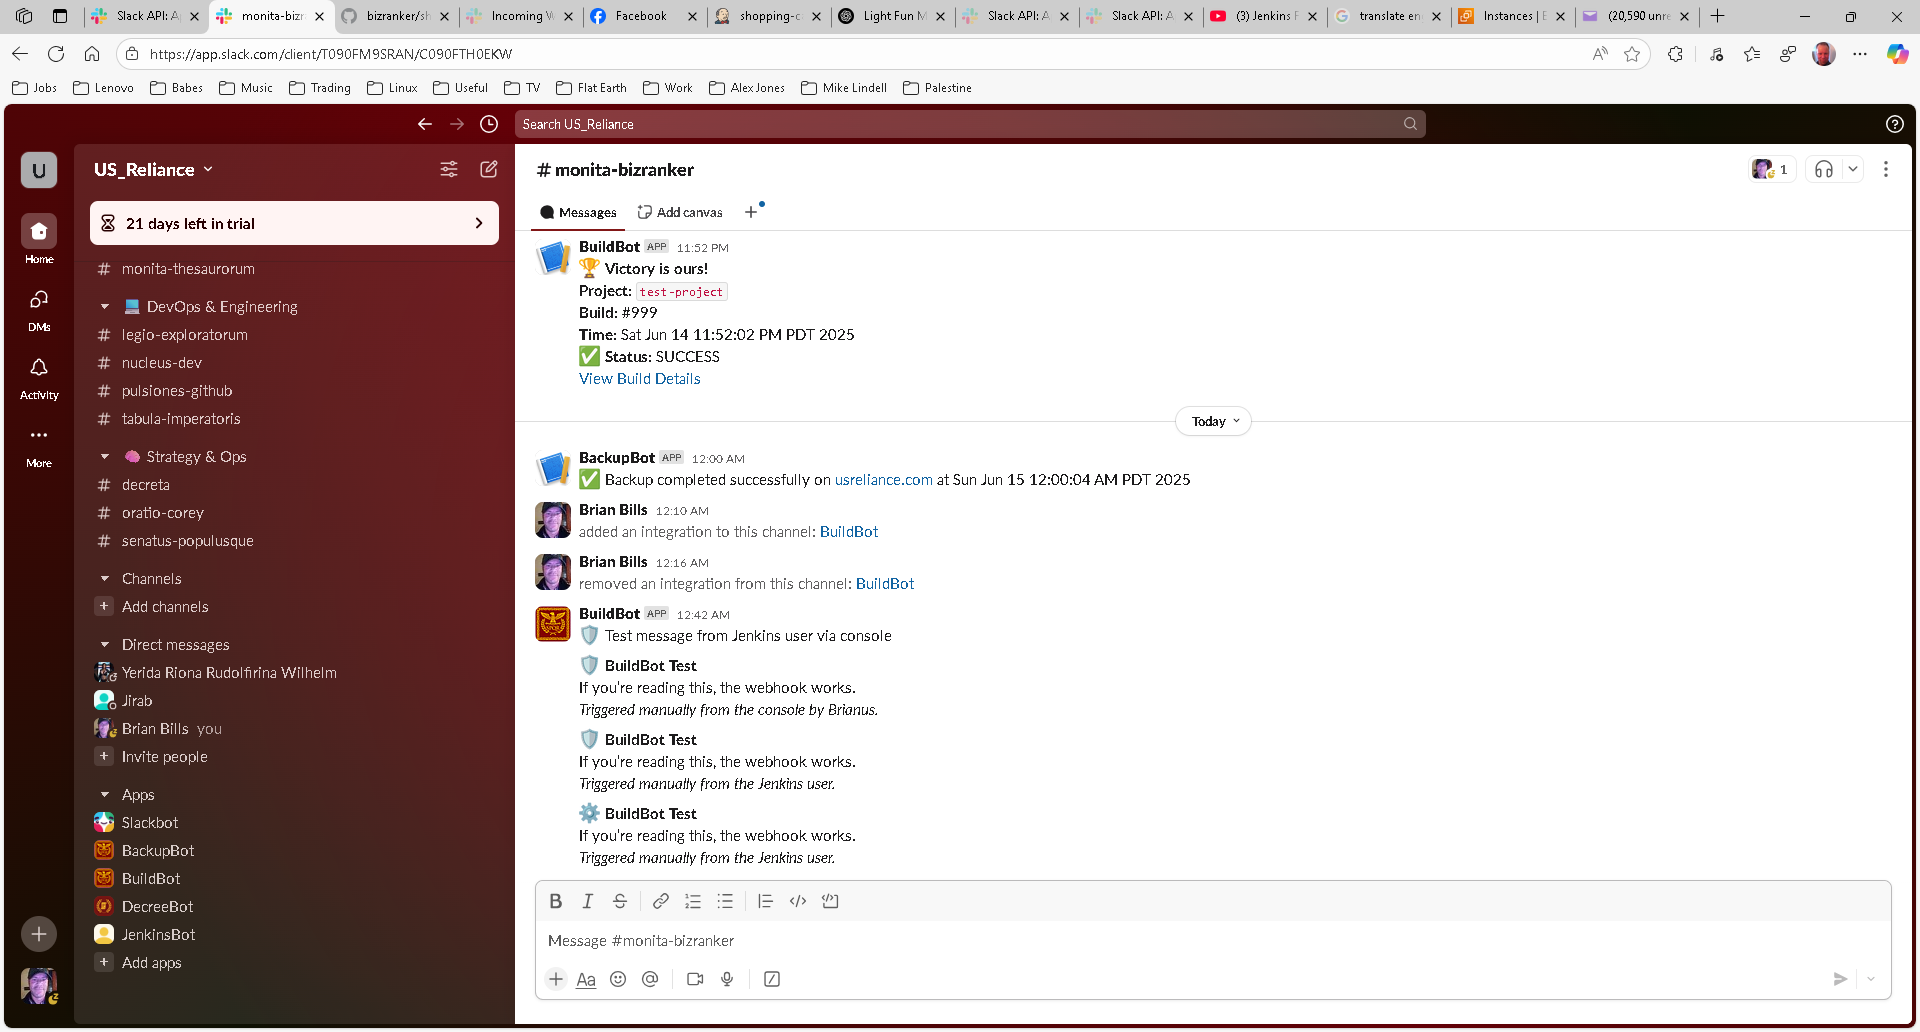 Slack API: A
monita-bizr
bizranker/sh
Incoming W
Facebook
shopping-c
Light Fun M
Slack API: A
Slack API: A
(3) Jenkins F
translate en
Instances | E
(20,590 unre
https://app.slack.com/client/T090FM9SRAN/C090FTH0EKW
Jobs
Lenovo
Babes
Music
Trading
Linux
Useful
TV
Flat Earth
Work
Alex Jones
Mike Lindell
Palestine
Search US_Reliance
U
US_Reliance
21 days left in trial
Home
DMs
Activity
More
# monita-thesaurorum
DevOps & Engineering
# legio-exploratorum
# nucleus-dev
# pulsiones-github
# tabula-imperatoris
Strategy & Ops
# decreta
# oratio-corey
# senatus-populusque
Channels
+ Add channels
Direct messages
Yerida Riona Rudolfirina Wilhelm
Jirab
Brian Bills you
+ Invite people
Apps
Slackbot
BackupBot
BuildBot
DecreeBot
JenkinsBot
+ Add apps
# monita-bizranker
1
Messages
Add canvas
BuildBot APP 11:52 PM
Victory is ours!
Project: test-project
Build: #999
Time: Sat Jun 14 11:52:02 PM PDT 2025
Status: SUCCESS
View Build Details
Today
BackupBot APP 12:00 AM
Backup completed successfully on usreliance.com at Sun Jun 15 12:00:04 AM PDT 2025
Brian Bills 12:10 AM
added an integration to this channel: BuildBot
Brian Bills 12:16 AM
removed an integration from this channel: BuildBot
BuildBot APP 12:42 AM
Test message from Jenkins user via console
BuildBot Test
If you're reading this, the webhook works.
Triggered manually from the console by Brianus.
BuildBot Test
If you're reading this, the webhook works.
Triggered manually from the Jenkins user.
BuildBot Test
If you're reading this, the webhook works.
Triggered manually from the Jenkins user.
Message #monita-bizranker
Aa